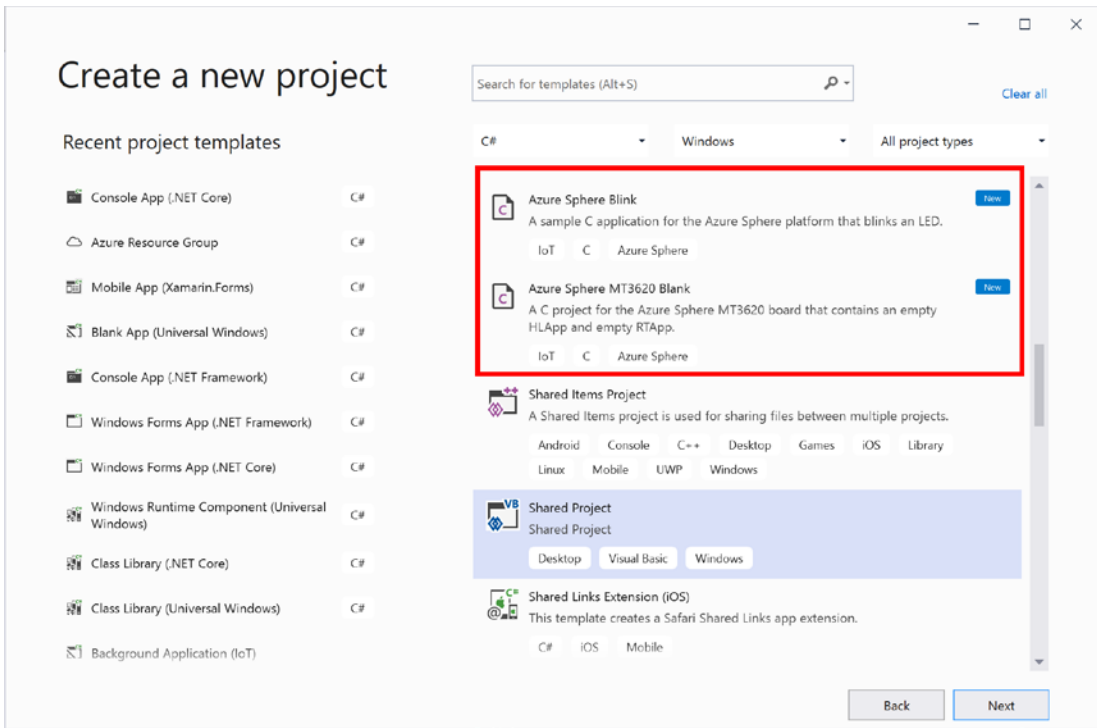 Create a new project
Search for templates (Alt+S)
Clear all
Recent project templates
C#
Windows
All project types
Console App (.NET Core)
C#
Azure Resource Group
C#
Mobile App (Xamarin.Forms)
C#
Blank App (Universal Windows)
C#
Console App (.NET Framework)
C#
Windows Forms App (.NET Framework)
C#
Windows Forms App (.NET Core)
C#
Windows Runtime Component (Universal
Windows)
C#
Class Library (.NET Core)
C#
Class Library (Universal Windows)
C#
Background Application (IoT)
Azure Sphere Blink
New
A sample C application for the Azure Sphere platform that blinks an LED.
IoT C Azure Sphere
Azure Sphere MT3620 Blank
New
A C project for the Azure Sphere MT3620 board that contains an empty
HLApp and empty RTApp.
IoT C Azure Sphere
Shared Items Project
A Shared Items project is used for sharing files between multiple projects.
Android Console C++ Desktop Games iOS Library
Linux Mobile UWP Windows
Shared Project
Shared Project
Desktop Visual Basic Windows
Shared Links Extension (iOS)
This template creates a Safari Shared Links app extension.
C# iOS Mobile
Back
Next